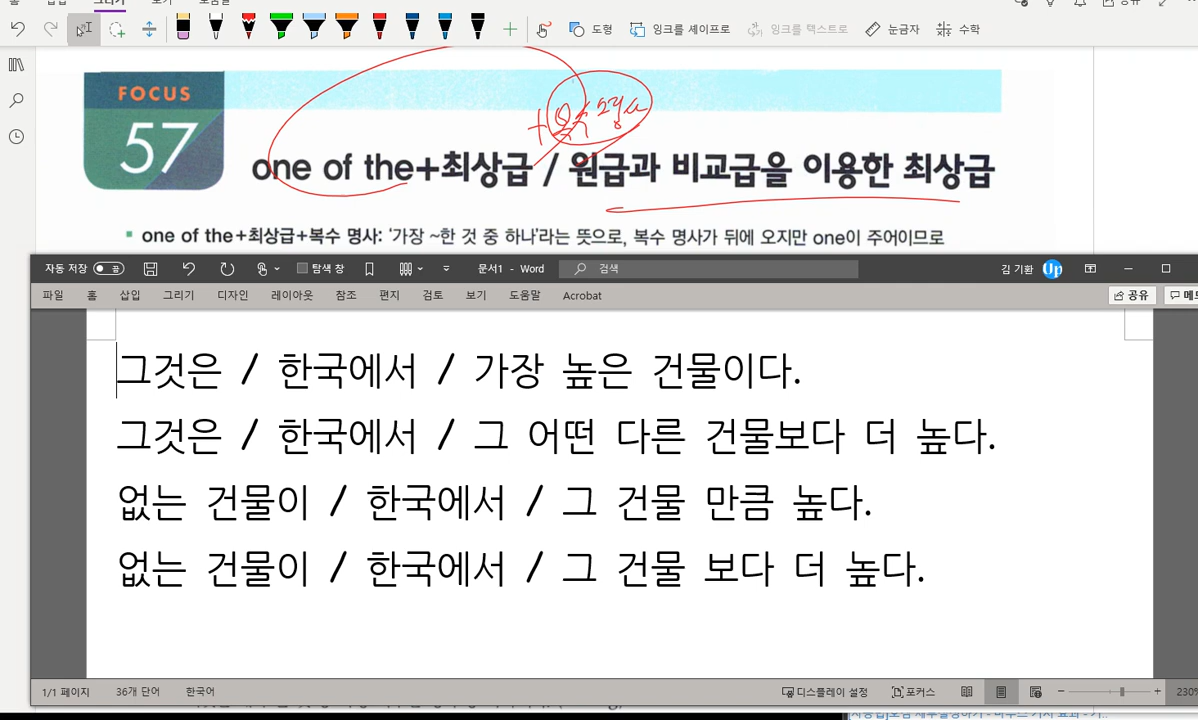 도형
잉크를 셰이프로
잉크를 텍스트로
눈금자
수학
FOCUS
57
+복수명사
one of the+최상급 / 원급과 비교급을 이용한 최상급
one of the+최상급+복수 명사: '가장 ~한 것 중 하나'라는 뜻으로, 복수 명사가 뒤에 오지만 one이 주어이므로
자동 저장 끔 탐색 창 문서1 - Word 검색 김 기환 Up
파일 홈 삽입 그리기 디자인 레이아웃 참조 편지 검토 보기 도움말 Acrobat 공유
그것은 / 한국에서 / 가장 높은 건물이다.
그것은 / 한국에서 / 그 어떤 다른 건물보다 더 높다.
없는 건물이 / 한국에서 / 그 건물 만큼 높다.
없는 건물이 / 한국에서 / 그 건물 보다 더 높다.
1/1 페이지 36개 단어 한국어 디스플레이 설정 포커스 230%